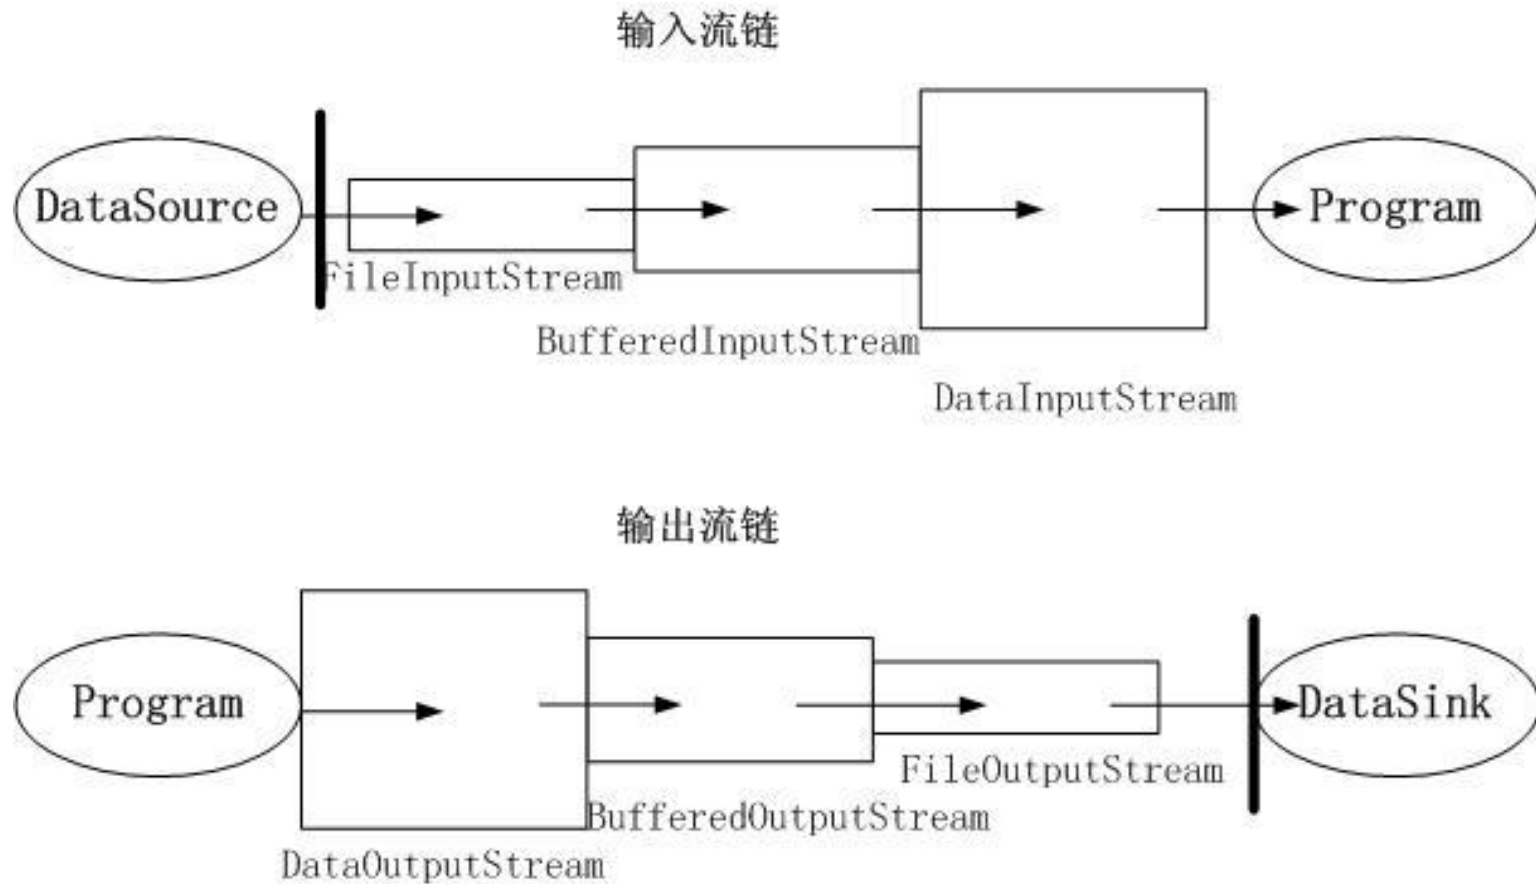 输入流链
DataSource
Program
FileInputStream
BufferedInputStream
DataInputStream
输出流链
Program
DataSink
FileOutputStream
BufferedOutputStream
DataOutputStream